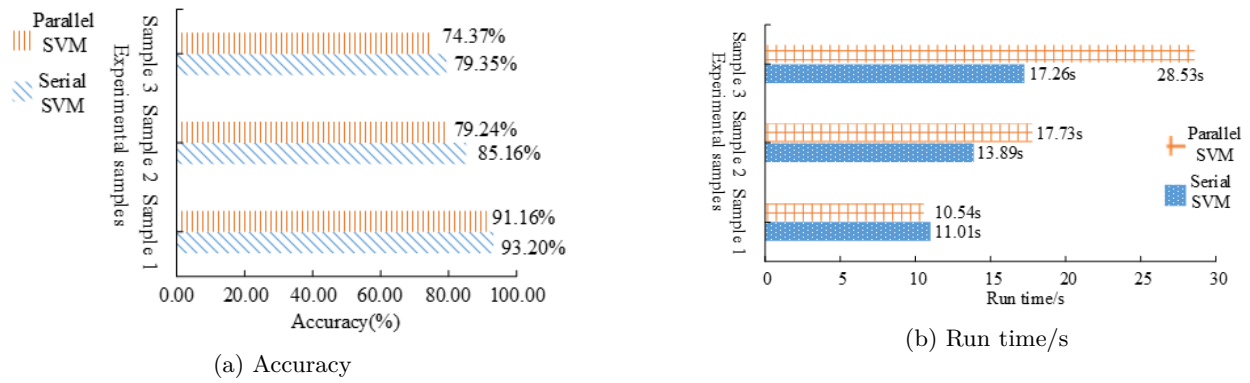 Parallel
SVM
Serial
SVM
Experimental samples
Sample 3
Sample 2
Sample 1
74.37%
79.35%
79.24%
85.16%
91.16%
93.20%
0.00 20.00 40.00 60.00 80.00 100.00
Accuracy(%)
(a) Accuracy
Experimental samples
Sample 3
Sample 2
Sample 1
28.53s
17.26s
17.73s
13.89s
10.54s
11.01s
Parallel
SVM
Serial
SVM
0 5 10 15 20 25 30
Run time/s
(b) Run time/s